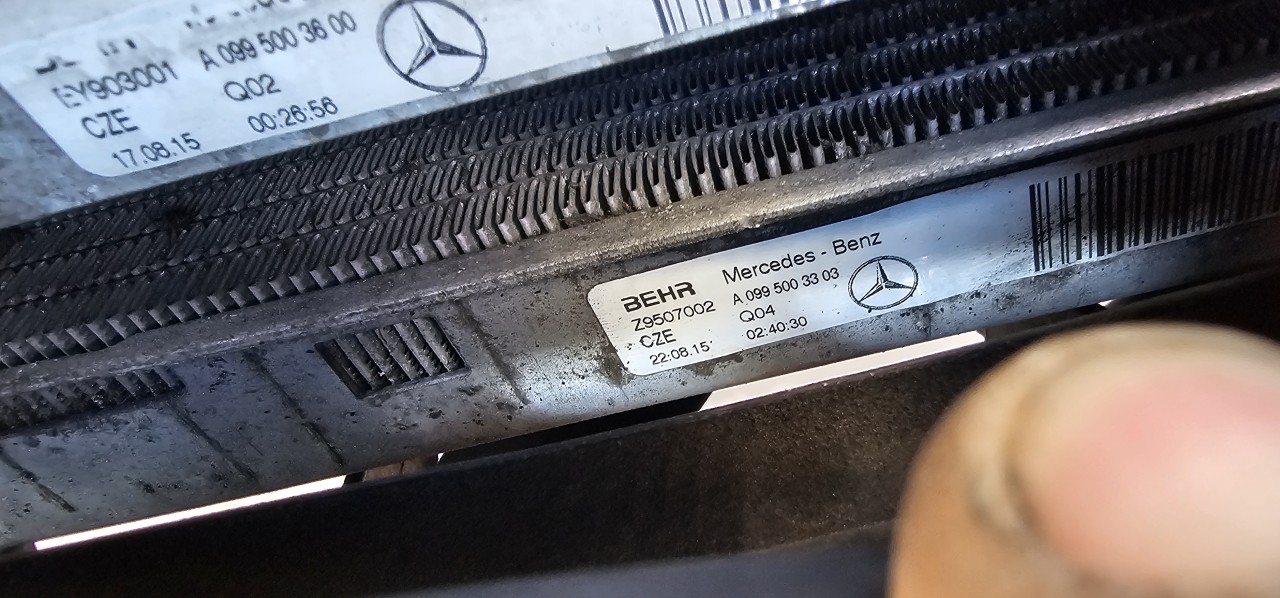 EY903001 A 099 500 36 00
CZE Q02
17.08.15 00:26:56
BEHR Mercedes - Benz
Z9507002 A 099 500 33 03
CZE Q04
22.08.15 02:40:30